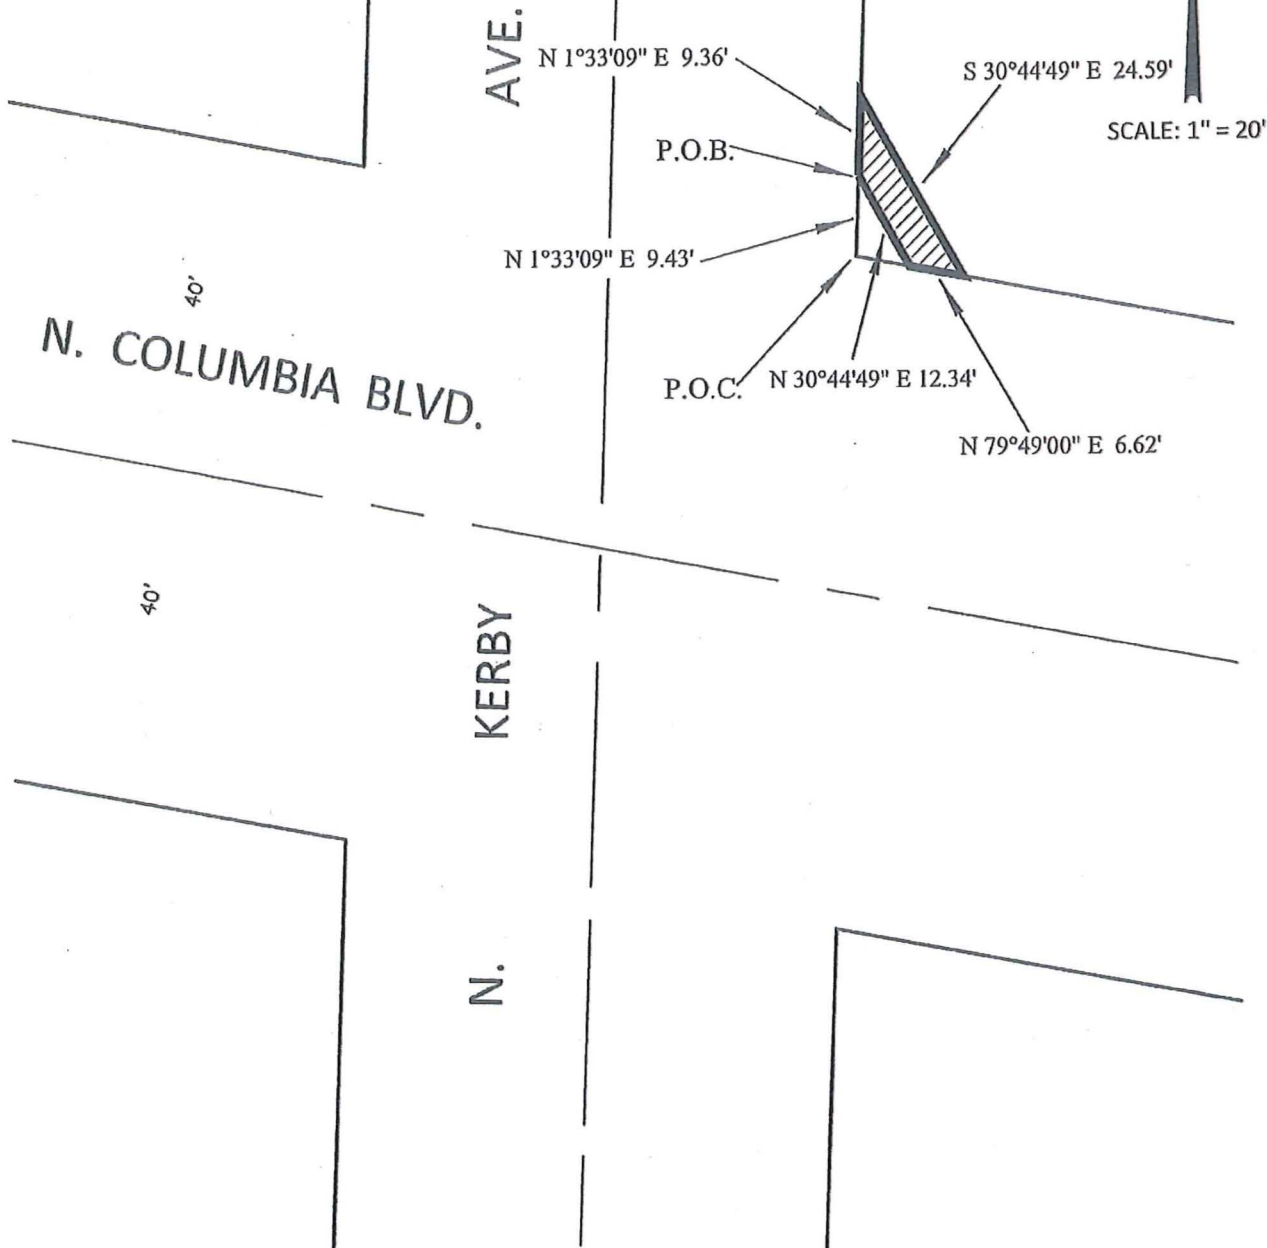 AVE.
N 1°33'09" E 9.36'
S 30°44'49" E 24.59'
SCALE: 1" = 20'
P.O.B.
N 1°33'09" E 9.43'
40'
N. COLUMBIA BLVD.
P.O.C.
N 30°44'49" E 12.34'
N 79°49'00" E 6.62'
40'
KERBY
N.